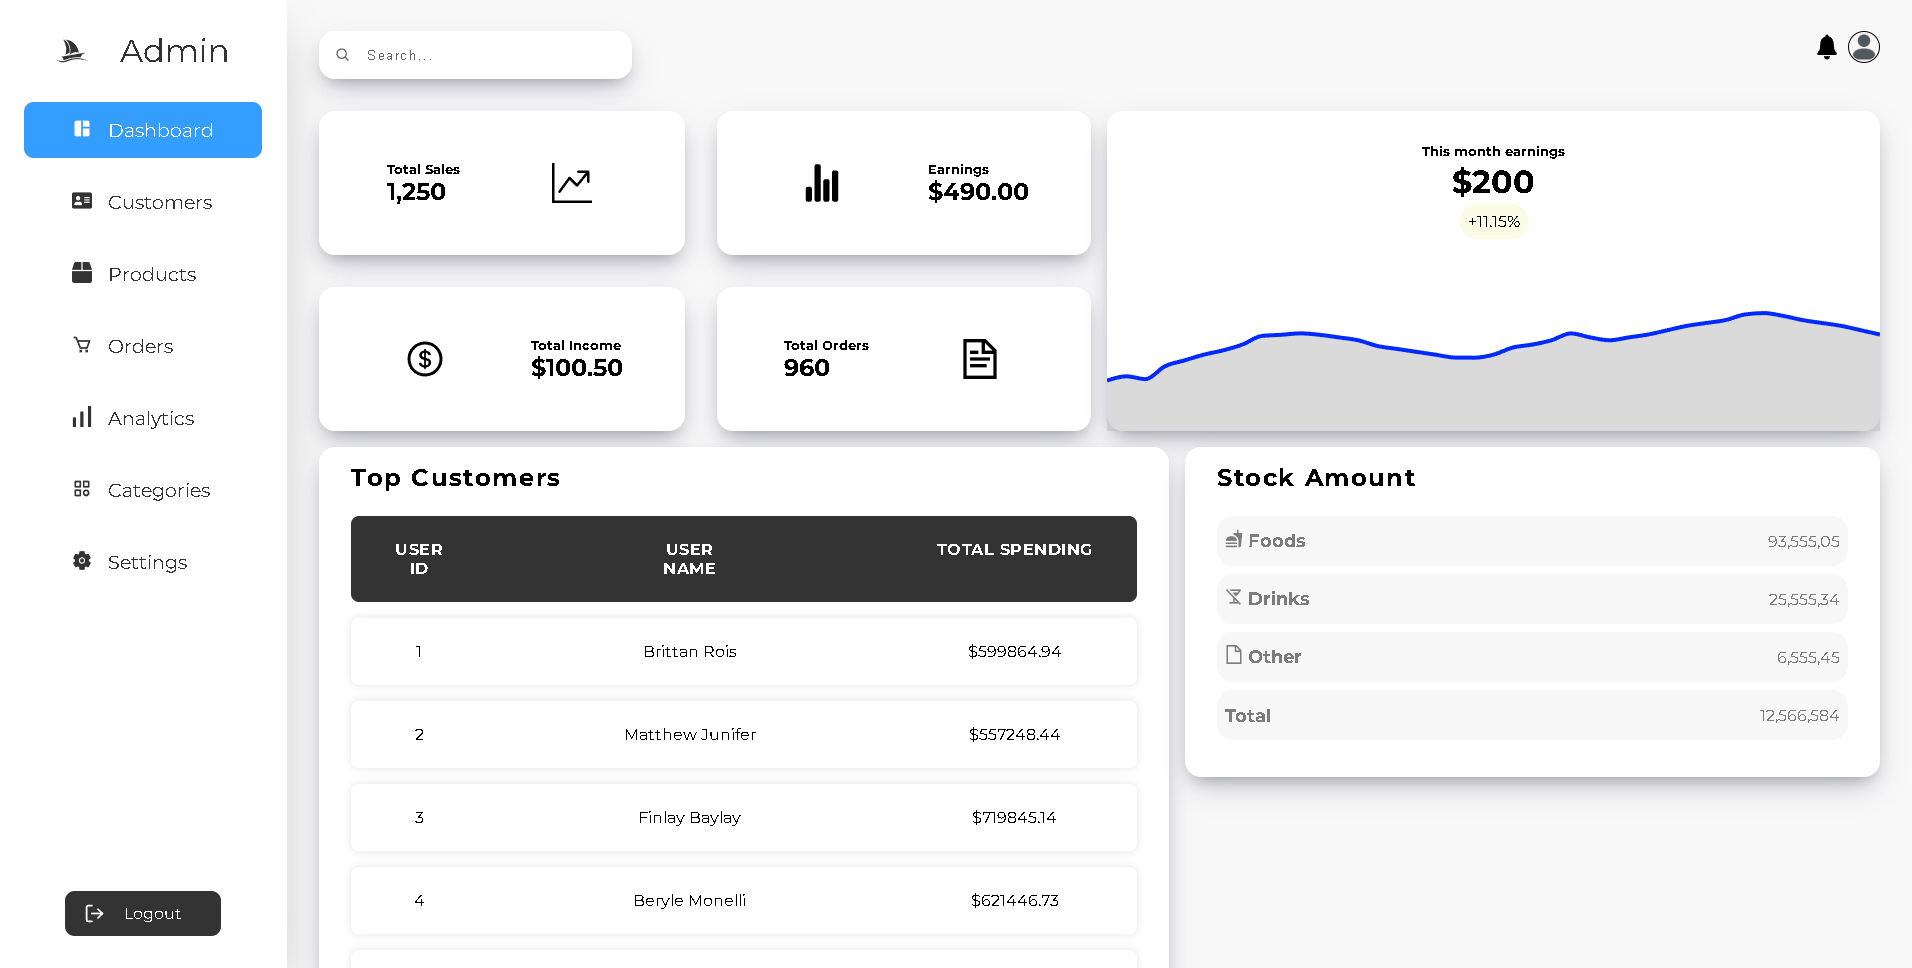 Admin
Dashboard
Customers
Products
Orders
Analytics
Categories
Settings
Logout
Search...
Total Sales
1,250
Earnings
$490.00
Total Income
$100.50
Total Orders
960
This month earnings
$200
+11.15%
Top Customers
USER ID
USER NAME
TOTAL SPENDING
1 Brittan Rois $599864.94
2 Matthew Junifer $557248.44
3 Finlay Baylay $719845.14
4 Beryle Monelli $621446.73
Stock Amount
Foods 93,555,05
Drinks 25,555,34
Other 6,555,45
Total 12,566,584